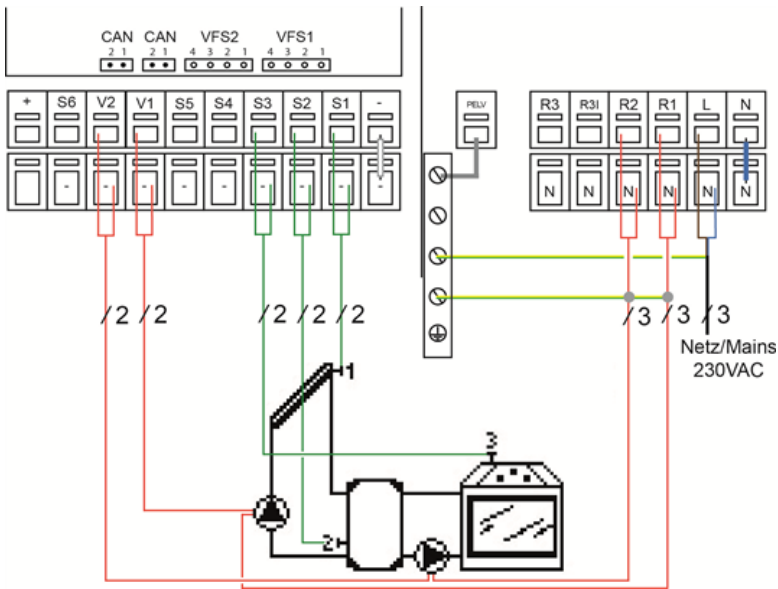 CAN CAN VFS2 VFS1
2 1 2 1 4 3 2 1 4 3 2 1
+ S6 V2 V1 S5 S4 S3 S2 S1 - PELV R3 R3I R2 R1 L N
- - - - - - - - - N N N N N N
/2 /2 /2 /2 /2 /3 /3 /3
Netz/Mains
230VAC
1
3
2